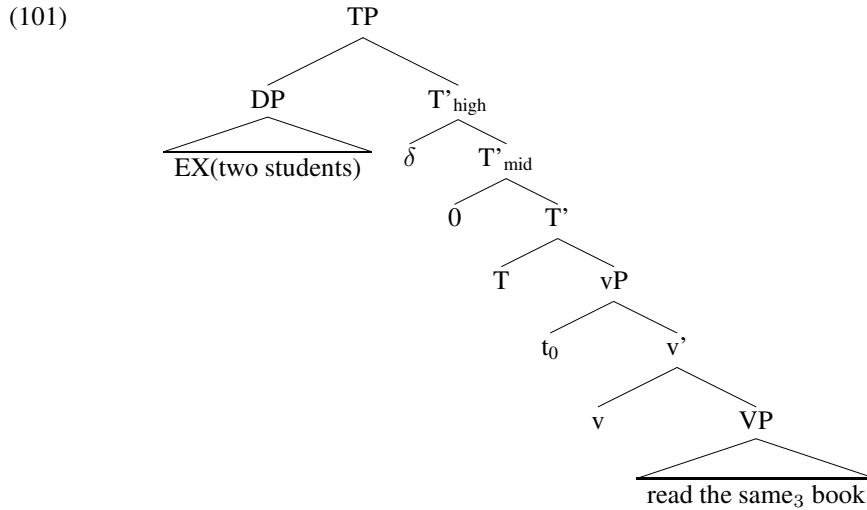 (101) TP
DP T'high
EX(two students) δ T'mid
0 T'
T vP
t0 v'
v VP
read the same3 book